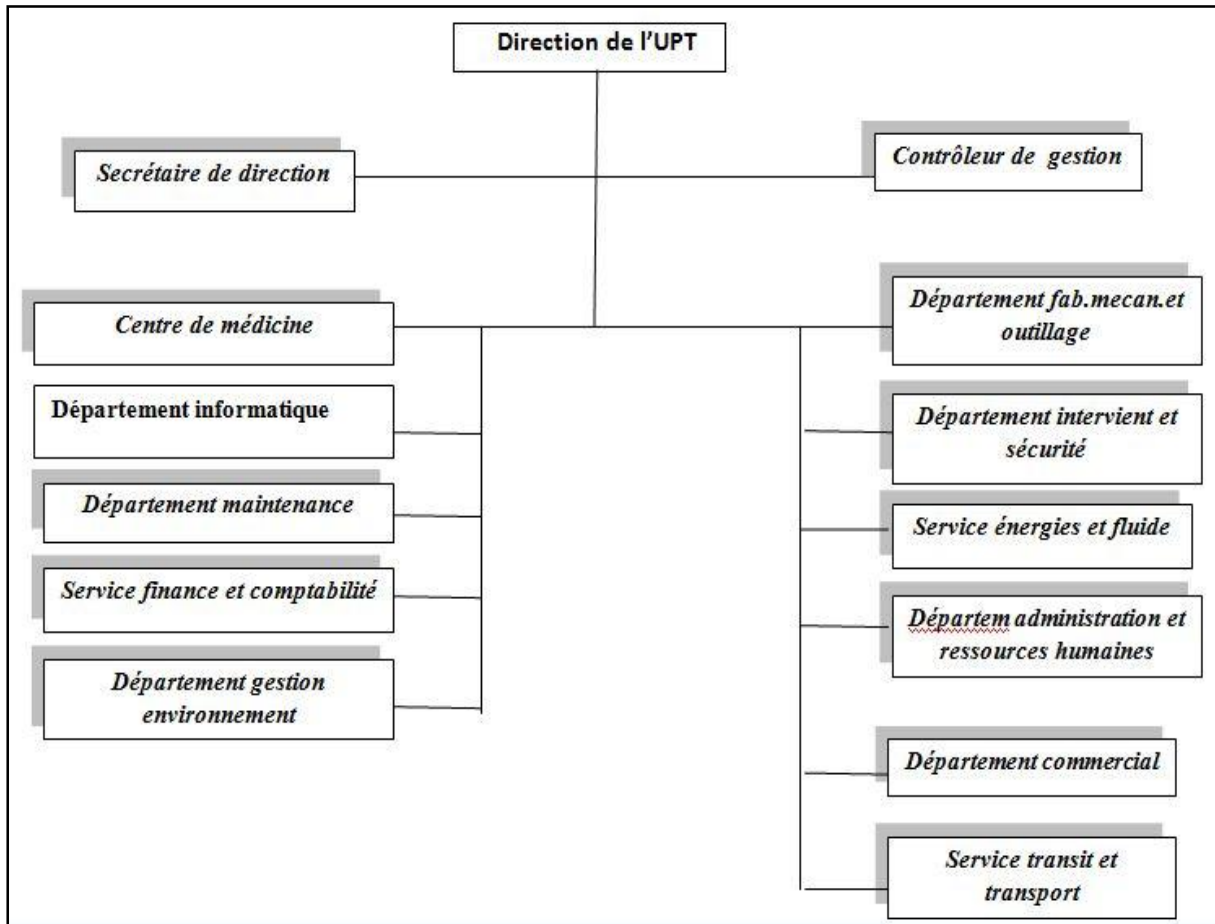 Direction de l'UPT
Secrétaire de direction
Contrôleur de gestion
Centre de médicine
Département informatique
Département maintenance
Service finance et comptabilité
Département gestion
environnement
Département fab.mecan.et
outillage
Département intervient et
sécurité
Service énergies et fluide
Départem administration et
ressources humaines
Département commercial
Service transit et
transport